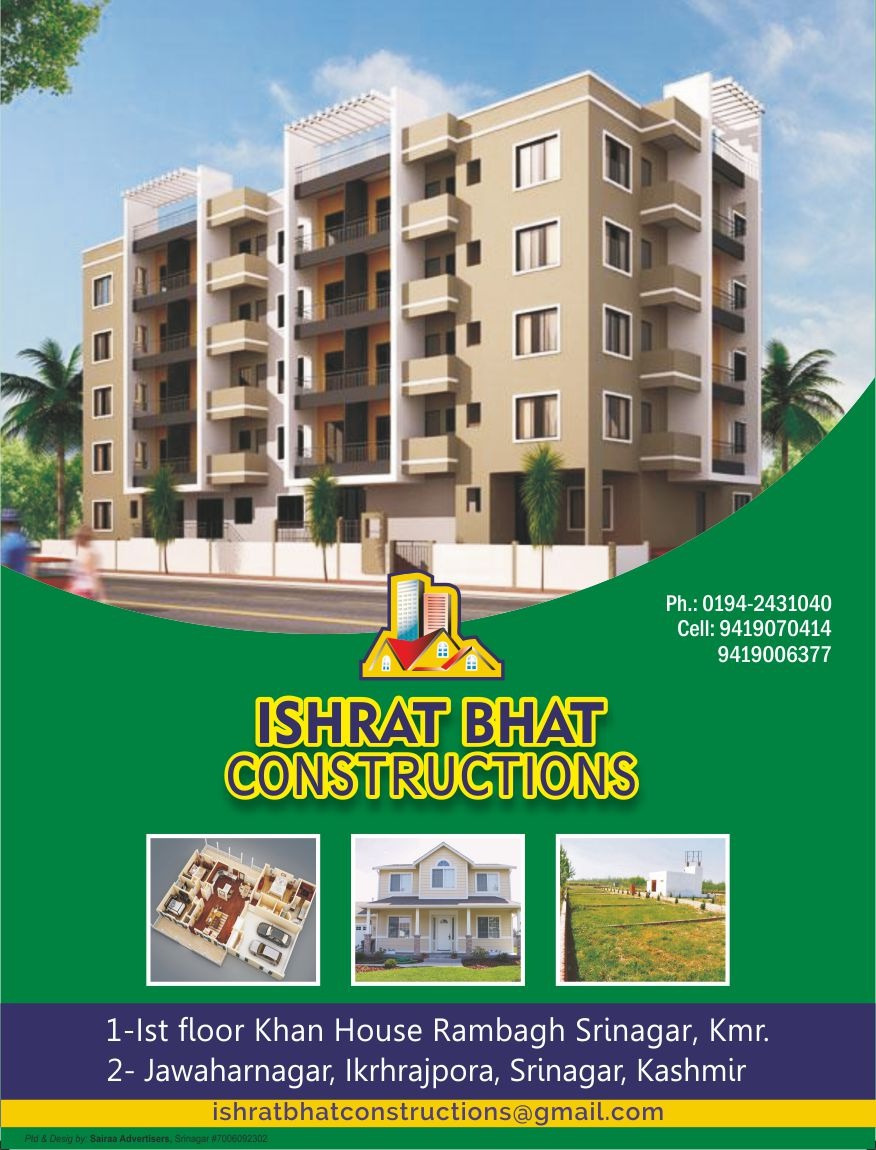 Ph.: 0194-2431040
Cell: 9419070414
9419006377
ISHRAT BHAT
CONSTRUCTIONS
1-Ist floor Khan House Rambagh Srinagar, Kmr.
2- Jawaharnagar, Ikrhrajpora, Srinagar, Kashmir
ishratbhatconstructions@gmail.com
Ptd & Desig by: Sairaa Advertisers, Srinagar #7006092302